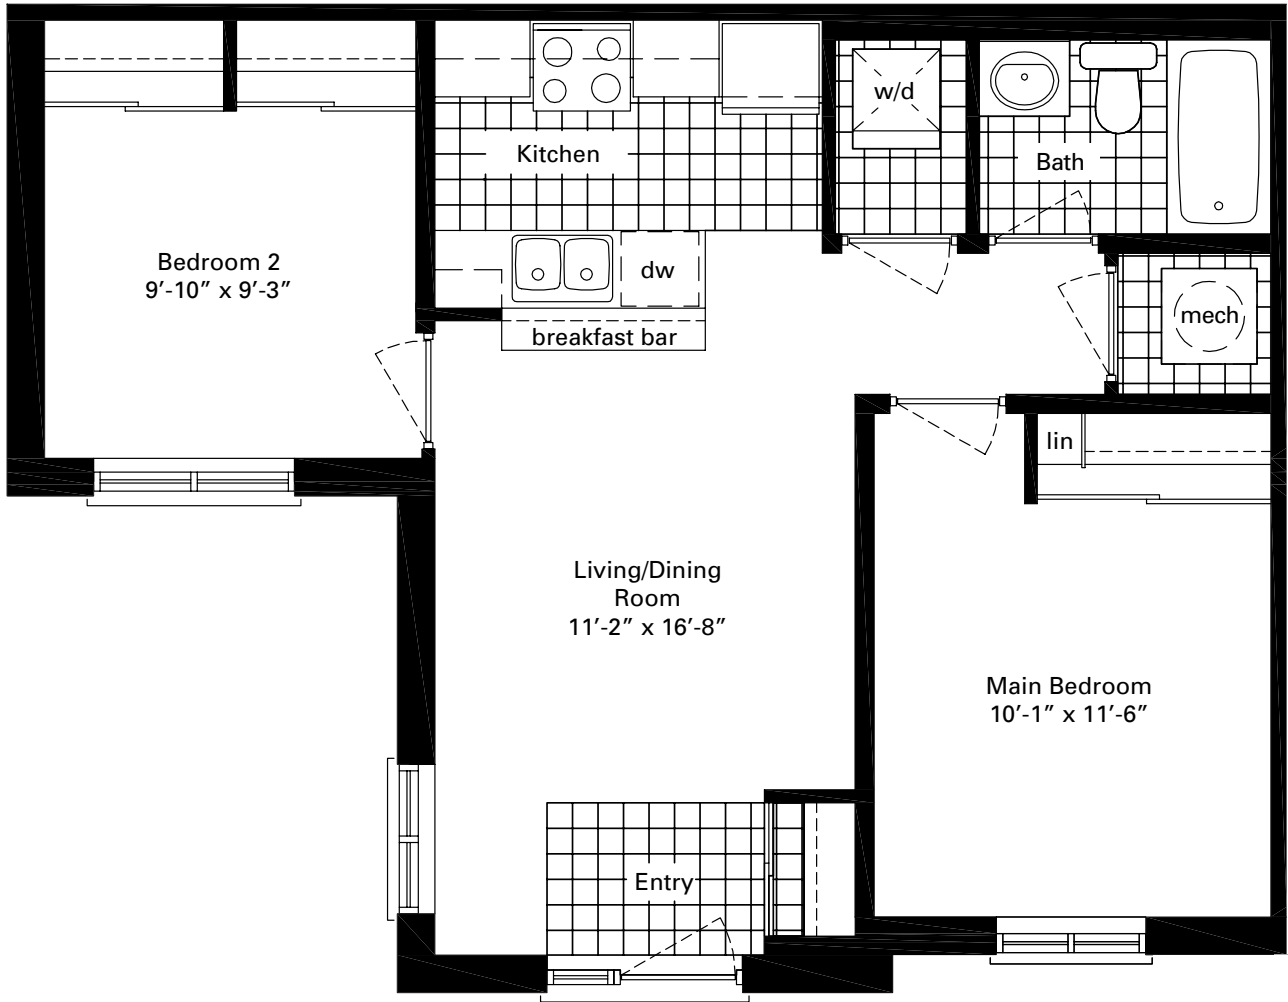 w/d
Kitchen
Bath
Bedroom 2
9’-10” x 9’-3”
dw
mech
breakfast bar
lin
Living/Dining
Room
11’-2” x 16’-8”
Main Bedroom
10’-1” x 11’-6”
Entry